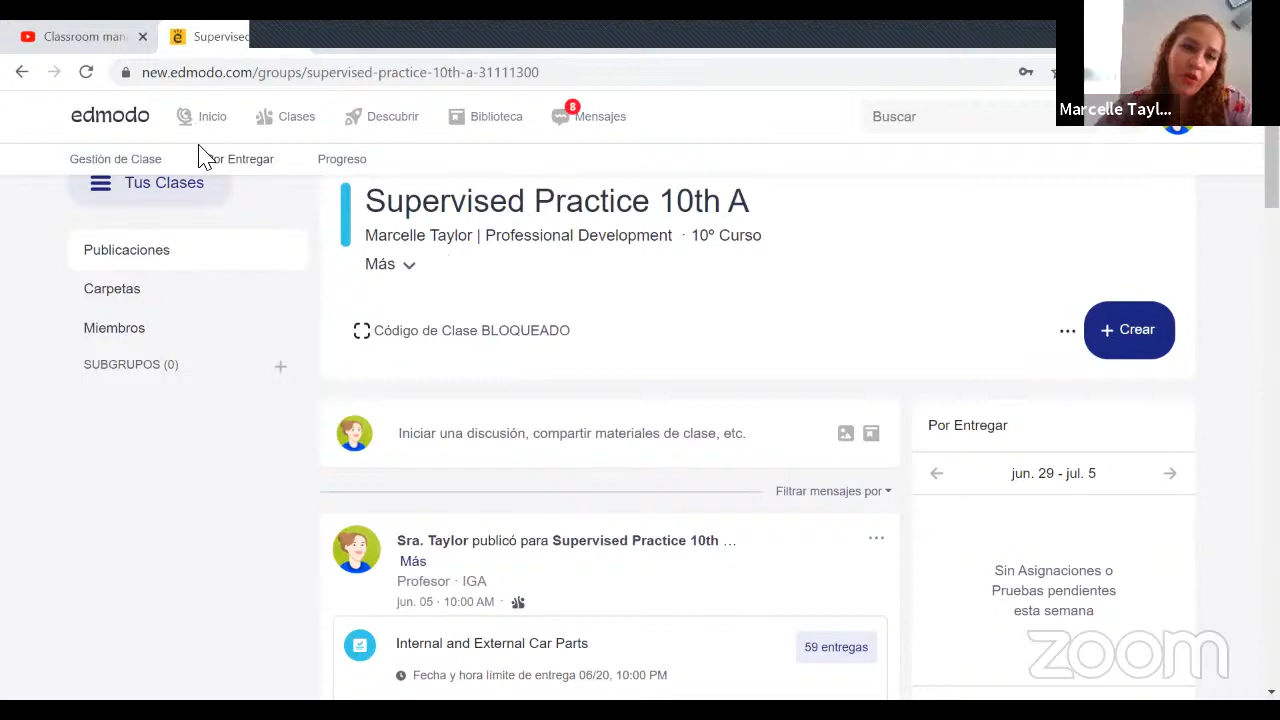 Classroom man
Supervised
new.edmodo.com/groups/supervised-practice-10th-a-31111300
Marcelle Tayl...
edmodo
Inicio
Clases
Descubrir
Biblioteca
8
Mensajes
Buscar
Gestión de Clase
Por Entregar
Progreso
Tus Clases
Publicaciones
Carpetas
Miembros
SUBGRUPOS (0)
Supervised Practice 10th A
Marcelle Taylor | Professional Development · 10º Curso
Más
Código de Clase BLOQUEADO
... + Crear
Iniciar una discusión, compartir materiales de clase, etc.
Filtrar mensajes por
Sra. Taylor publicó para Supervised Practice 10th ...
Más
Profesor · IGA
jun. 05 · 10:00 AM ·
Internal and External Car Parts
59 entregas
Fecha y hora límite de entrega 06/20, 10:00 PM
Por Entregar
jun. 29 - jul. 5
Sin Asignaciones o
Pruebas pendientes
esta semana
zoom